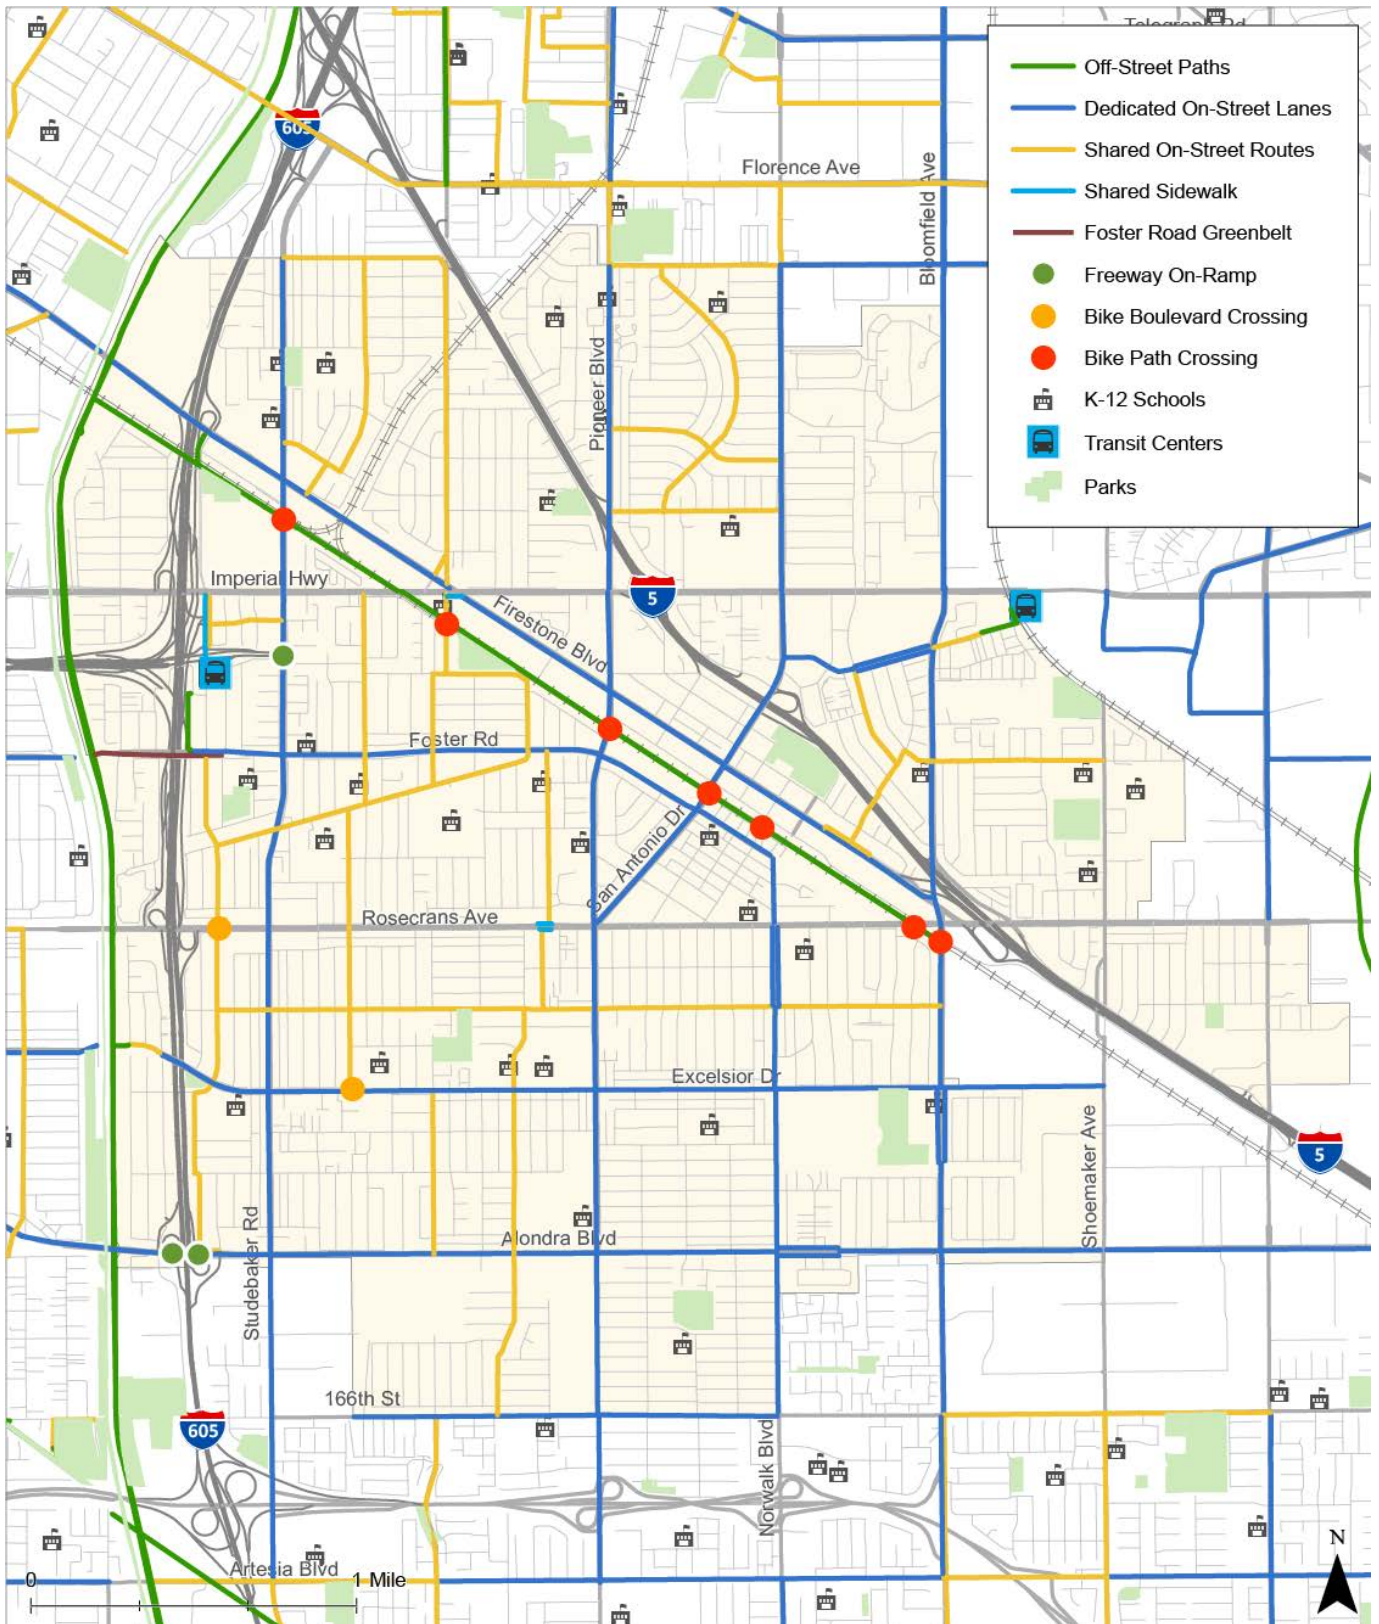 Telegraph Rd
Off-Street Paths
Dedicated On-Street Lanes
Shared On-Street Routes
Shared Sidewalk
Foster Road Greenbelt
Freeway On-Ramp
Bike Boulevard Crossing
Bike Path Crossing
K-12 Schools
Transit Centers
Parks
605
Florence Ave
Bloomfield Ave
Pioneer Blvd
Imperial Hwy
5
Firestone Blvd
Foster Rd
San Antonio Dr
Rosecrans Ave
Excelsior Dr
Shoemaker Ave
5
Studebaker Rd
Alondra Blvd
166th St
605
Norwalk Blvd
N
Artesia Blvd
0
1 Mile